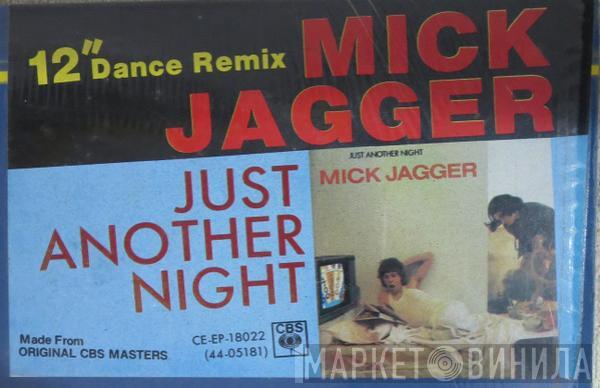 12" Dance Remix MICK
JAGGER
JUST
ANOTHER
NIGHT
JUST ANOTHER NIGHT
MICK JAGGER
Made From
ORIGINAL CBS MASTERS
CE-EP-18022
(44-05181)
CBS
МАРКЕТ ВИНИЛА